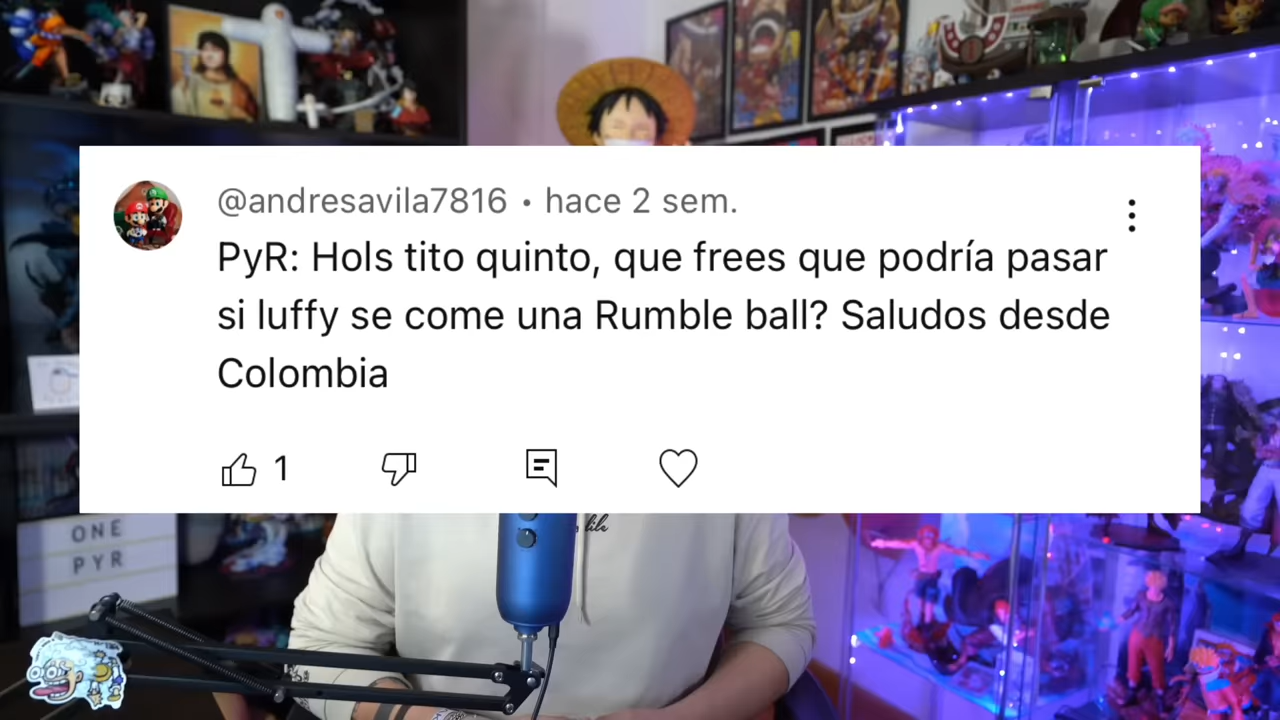 @andresavila7816 • hace 2 sem.
PyR: Hols tito quinto, que frees que podría pasar
si luffy se come una Rumble ball? Saludos desde
Colombia
1
ONE
PYR
life